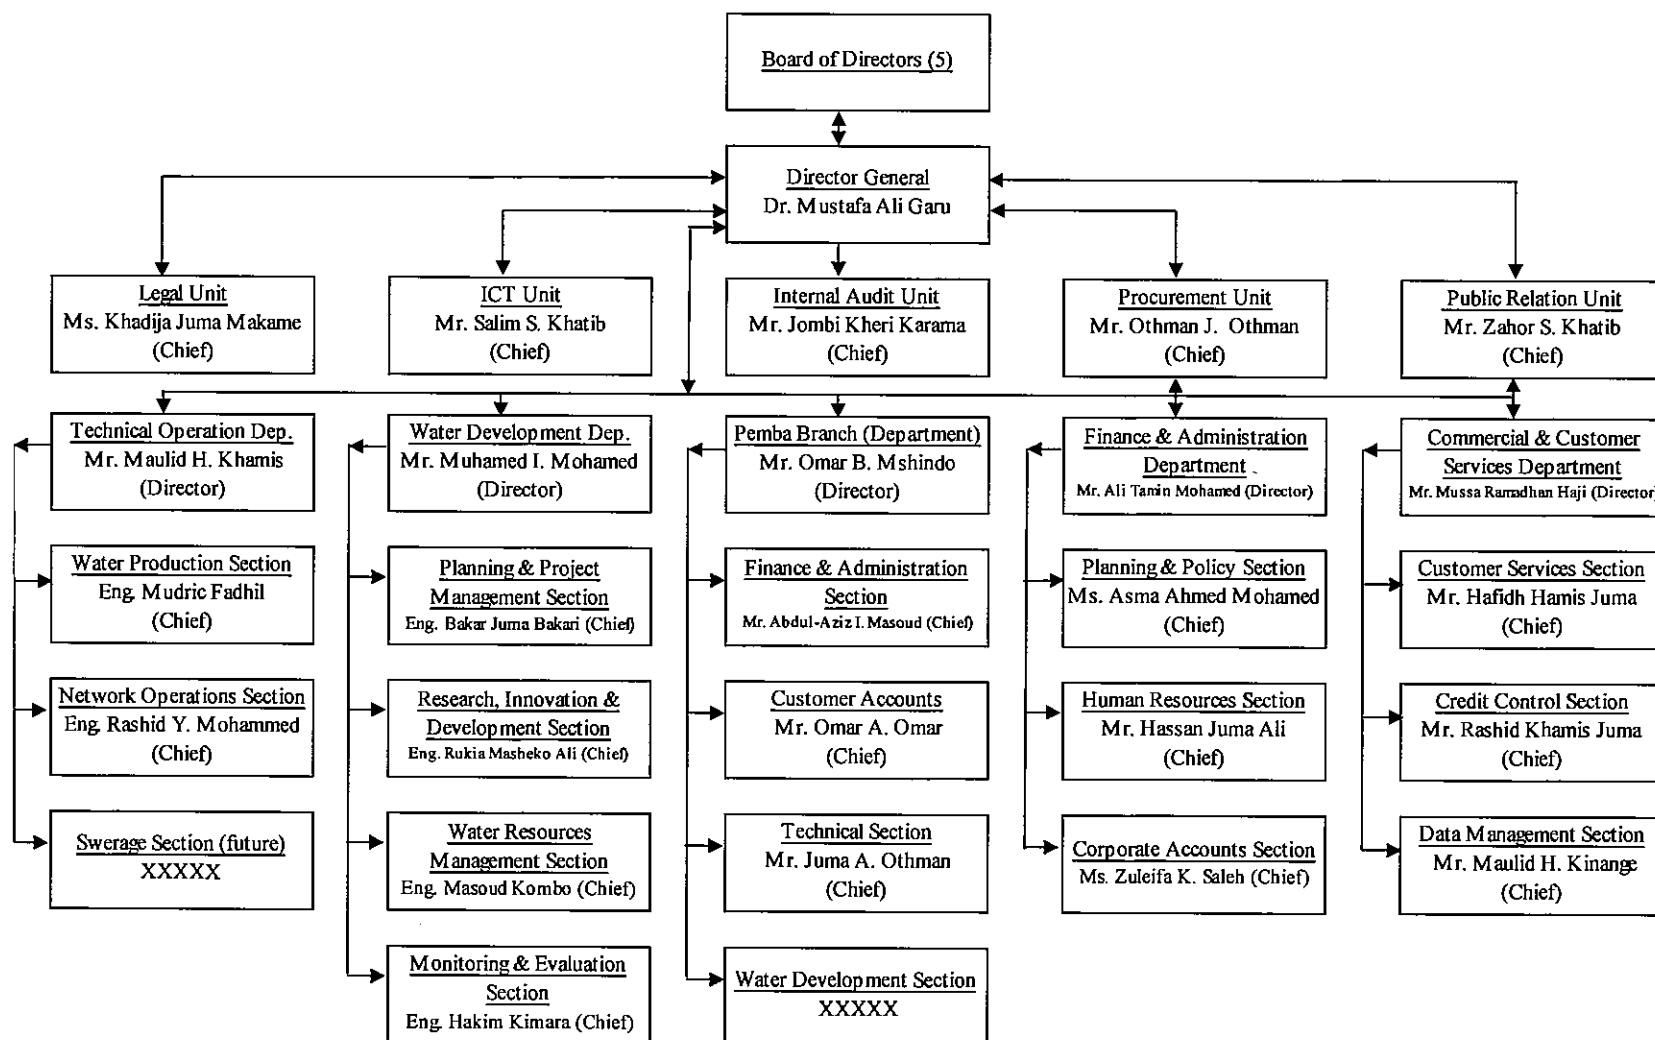 Board of Directors (5)
Director General
Dr. Mustafa Ali Garu
Legal Unit
Ms. Khadija Juma Makame
(Chief)
ICT Unit
Mr. Salim S. Khatib
(Chief)
Internal Audit Unit
Mr. Jombi Kheri Karama
(Chief)
Procurement Unit
Mr. Othman J. Othman
(Chief)
Public Relation Unit
Mr. Zahor S. Khatib
(Chief)
Technical Operation Dep.
Mr. Maulid H. Khamis
(Director)
Water Development Dep.
Mr. Muhamed I. Mohamed
(Director)
Pemba Branch (Department)
Mr. Omar B. Mshindo
(Director)
Finance & Administration
Department
Mr. Ali Tamin Mohamed (Director)
Commercial & Customer
Services Department
Mr. Mussa Ramadhan Haji (Director)
Water Production Section
Eng. Mudric Fadhil
(Chief)
Planning & Project
Management Section
Eng. Bakar Juma Bakari (Chief)
Finance & Administration
Section
Mr. Abdul-Aziz I. Masoud (Chief)
Planning & Policy Section
Ms. Asma Ahmed Mohamed
(Chief)
Customer Services Section
Mr. Hafidh Hamis Juma
(Chief)
Network Operations Section
Eng. Rashid Y. Mohammed
(Chief)
Research, Innovation &
Development Section
Eng. Rukia Masheko Ali (Chief)
Customer Accounts
Mr. Omar A. Omar
(Chief)
Human Resources Section
Mr. Hassan Juma Ali
(Chief)
Credit Control Section
Mr. Rashid Khamis Juma
(Chief)
Swerage Section (future)
XXXXX
Water Resources
Management Section
Eng. Masoud Kombo (Chief)
Technical Section
Mr. Juma A. Othman
(Chief)
Corporate Accounts Section
Ms. Zuleifa K. Saleh (Chief)
Data Management Section
Mr. Maulid H. Kinange
(Chief)
Monitoring & Evaluation
Section
Eng. Hakim Kimara (Chief)
Water Development Section
XXXXX